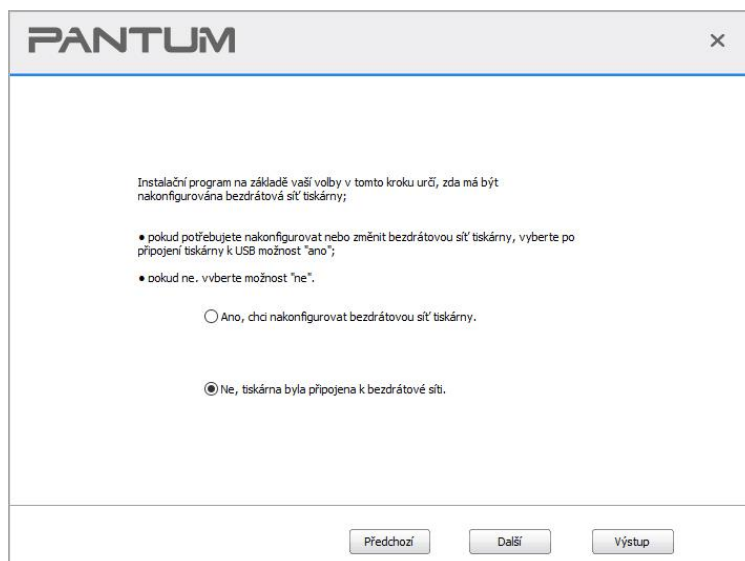 PANTUM
Instalační program na základě vaší volby v tomto kroku určí, zda má být
nakonfigurována bezdrátová síť tiskárny;
● pokud potřebujete nakonfigurovat nebo změnit bezdrátovou síť tiskárny, vyberte po
připojení tiskárny k USB možnost "ano";
● pokud ne, vyberte možnost "ne".
Ano, chci nakonfigurovat bezdrátovou síť tiskárny.
Ne, tiskárna byla připojena k bezdrátové síti.
Předchozí Další Výstup